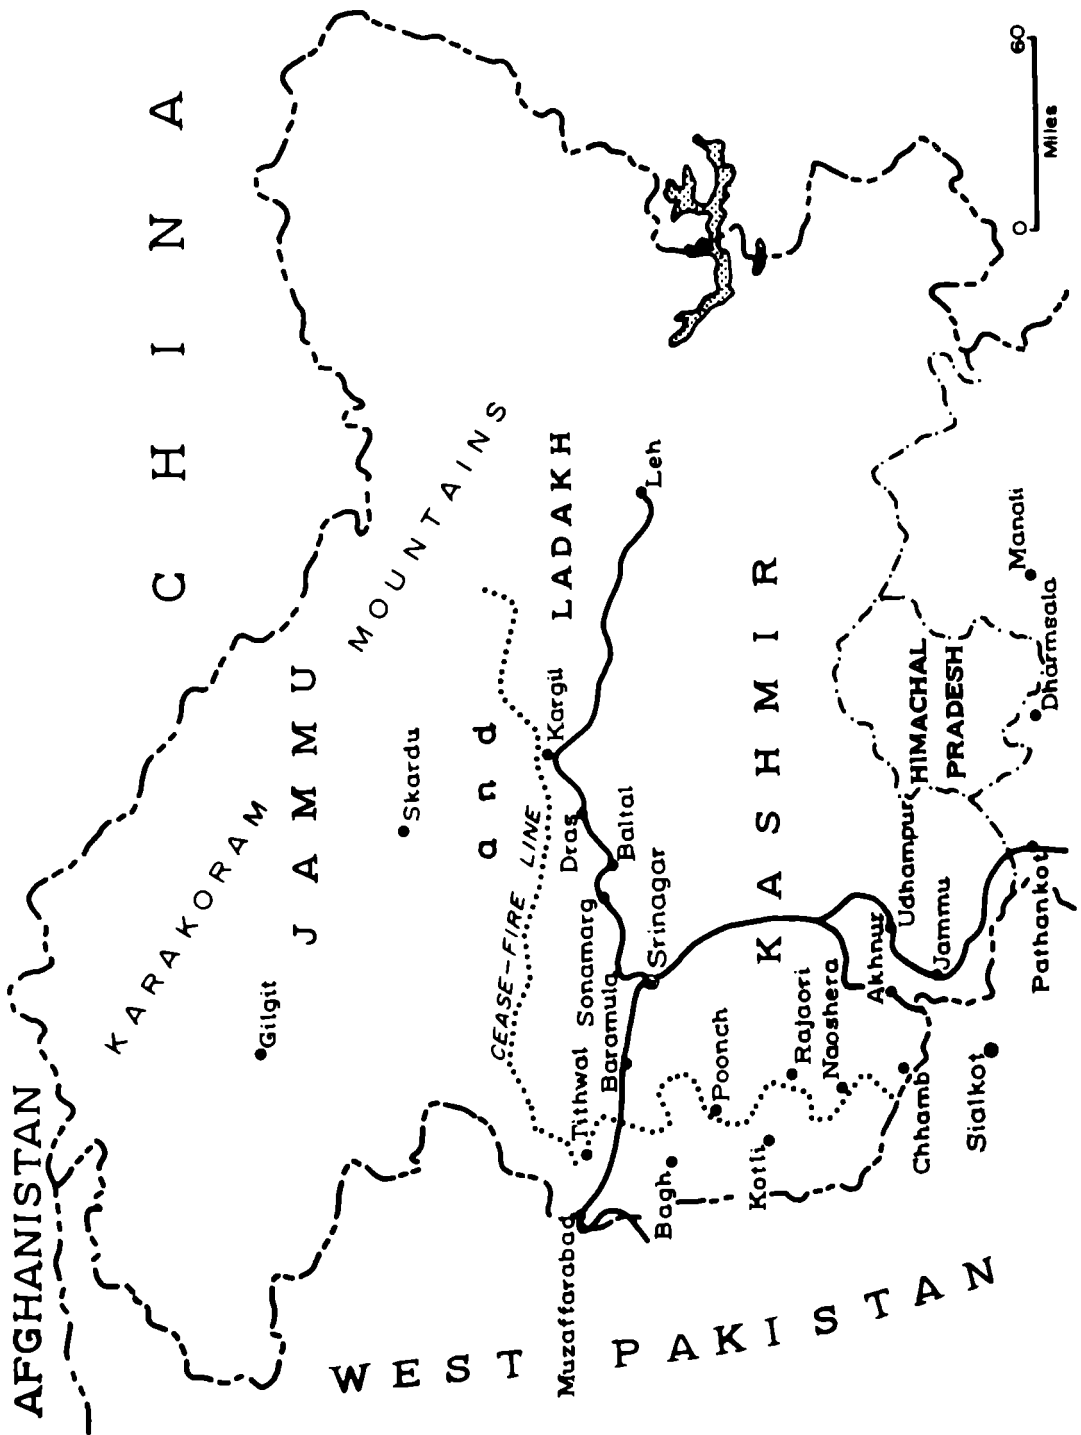 AFGHANISTAN
CHINA
KARAKORAM
MOUNTAINS
Gilgit
JAMMU
Skardu
and
CEASE-FIRE LINE
LADAKH
Kargil
Dras
Baltal
Sonamarg
Tithwal
Baramula
Srinagar
Leh
Muzaffarabad
Bagh
Poonch
Kotli
Rajaori
Naoshera
KASHMIR
WEST PAKISTAN
Akhnur
Udhampur
Chhamb
Jammu
Sialkot
HIMACHAL
PRADESH
Pathankot
Dharmsala
Manali
0 60
Miles